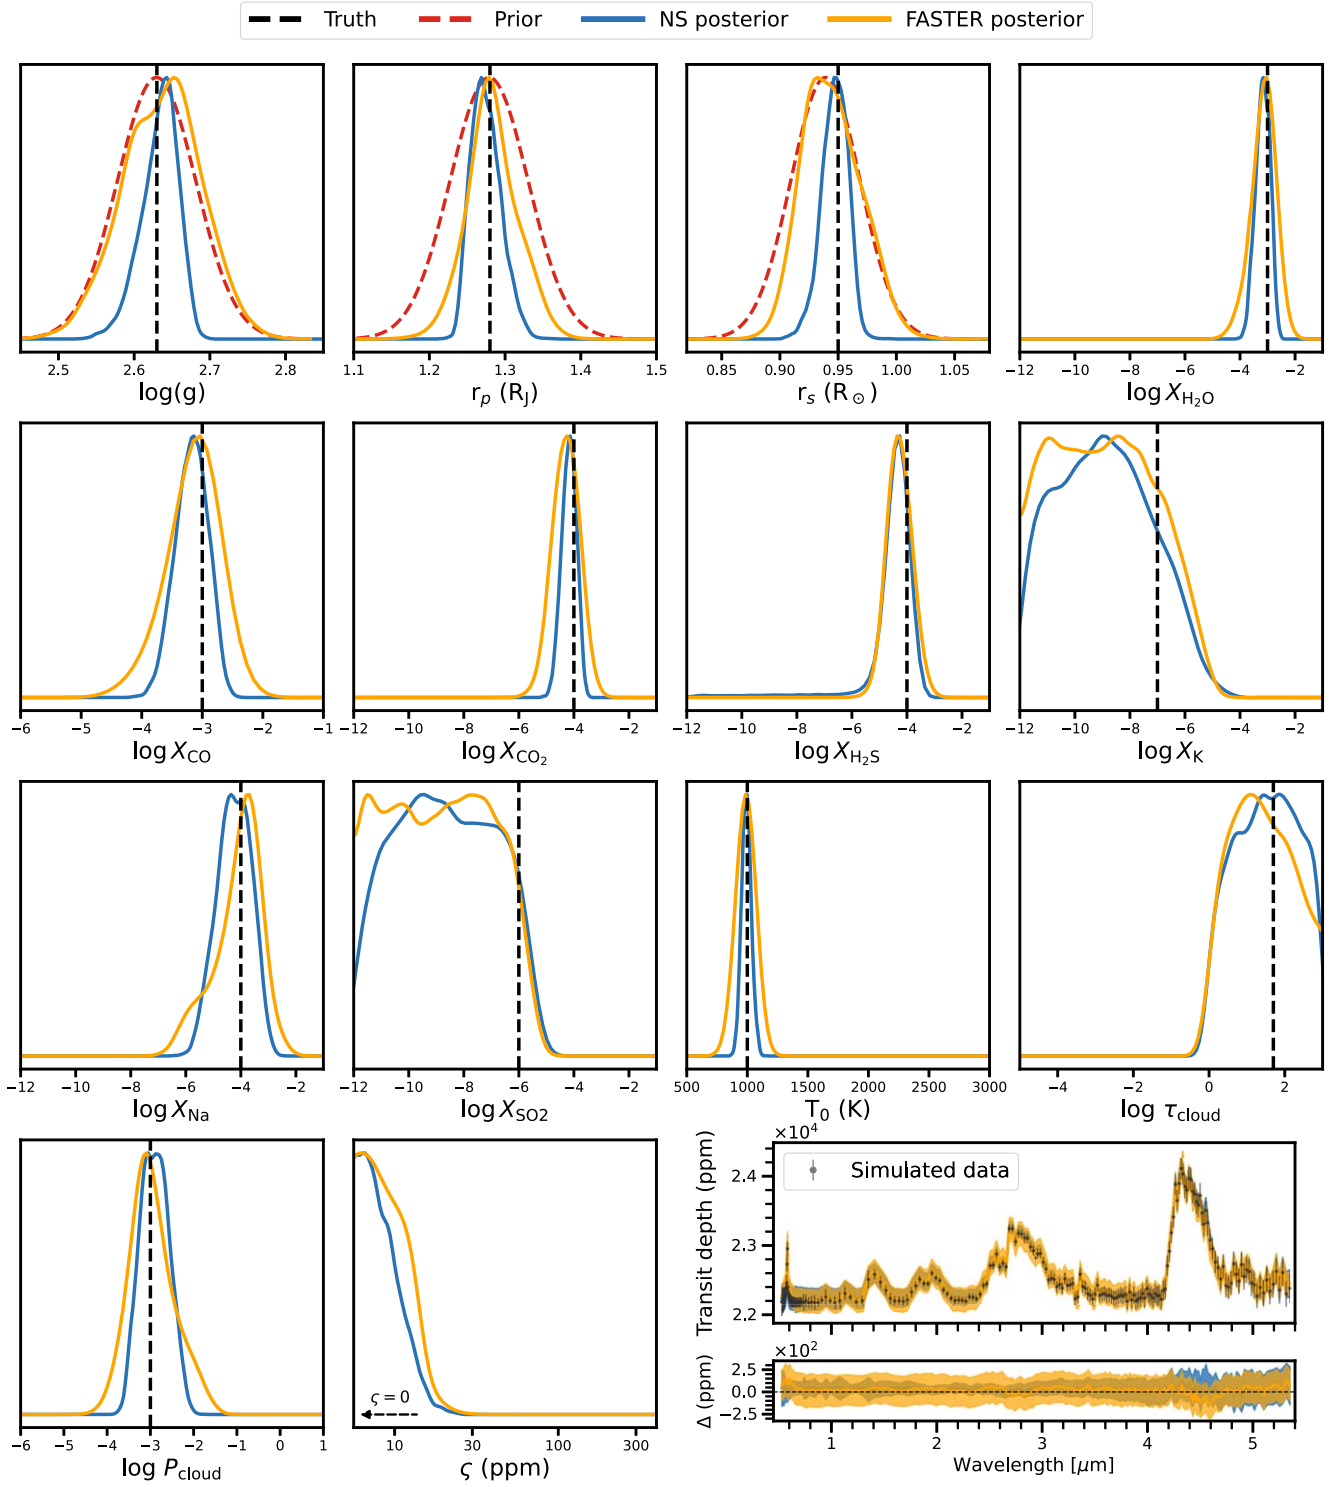 Truth Prior NS posterior FASTER posterior
2.5 2.6 2.7 2.8
log(g)
1.1 1.2 1.3 1.4 1.5
r_p (R_J)
0.85 0.90 0.95 1.00 1.05
r_s (R_⊙)
−12 −10 −8 −6 −4 −2
log X_H₂O
−6 −5 −4 −3 −2 −1
log X_CO
−12 −10 −8 −6 −4 −2
log X_CO₂
−12 −10 −8 −6 −4 −2
log X_H₂S
−12 −10 −8 −6 −4 −2
log X_K
−12 −10 −8 −6 −4 −2
log X_Na
−12 −10 −8 −6 −4 −2
log X_SO2
500 1000 1500 2000 2500 3000
T_0 (K)
−4 −2 0 2
log τ_cloud
−6 −5 −4 −3 −2 −1 0 1
log P_cloud
ς = 0
10 30 100 300
ς (ppm)
×10⁴
Simulated data
2.4
2.3
2.2
Transit depth (ppm)
×10²
2.5
0.0
−2.5
Δ (ppm)
1 2 3 4 5
Wavelength [μm]